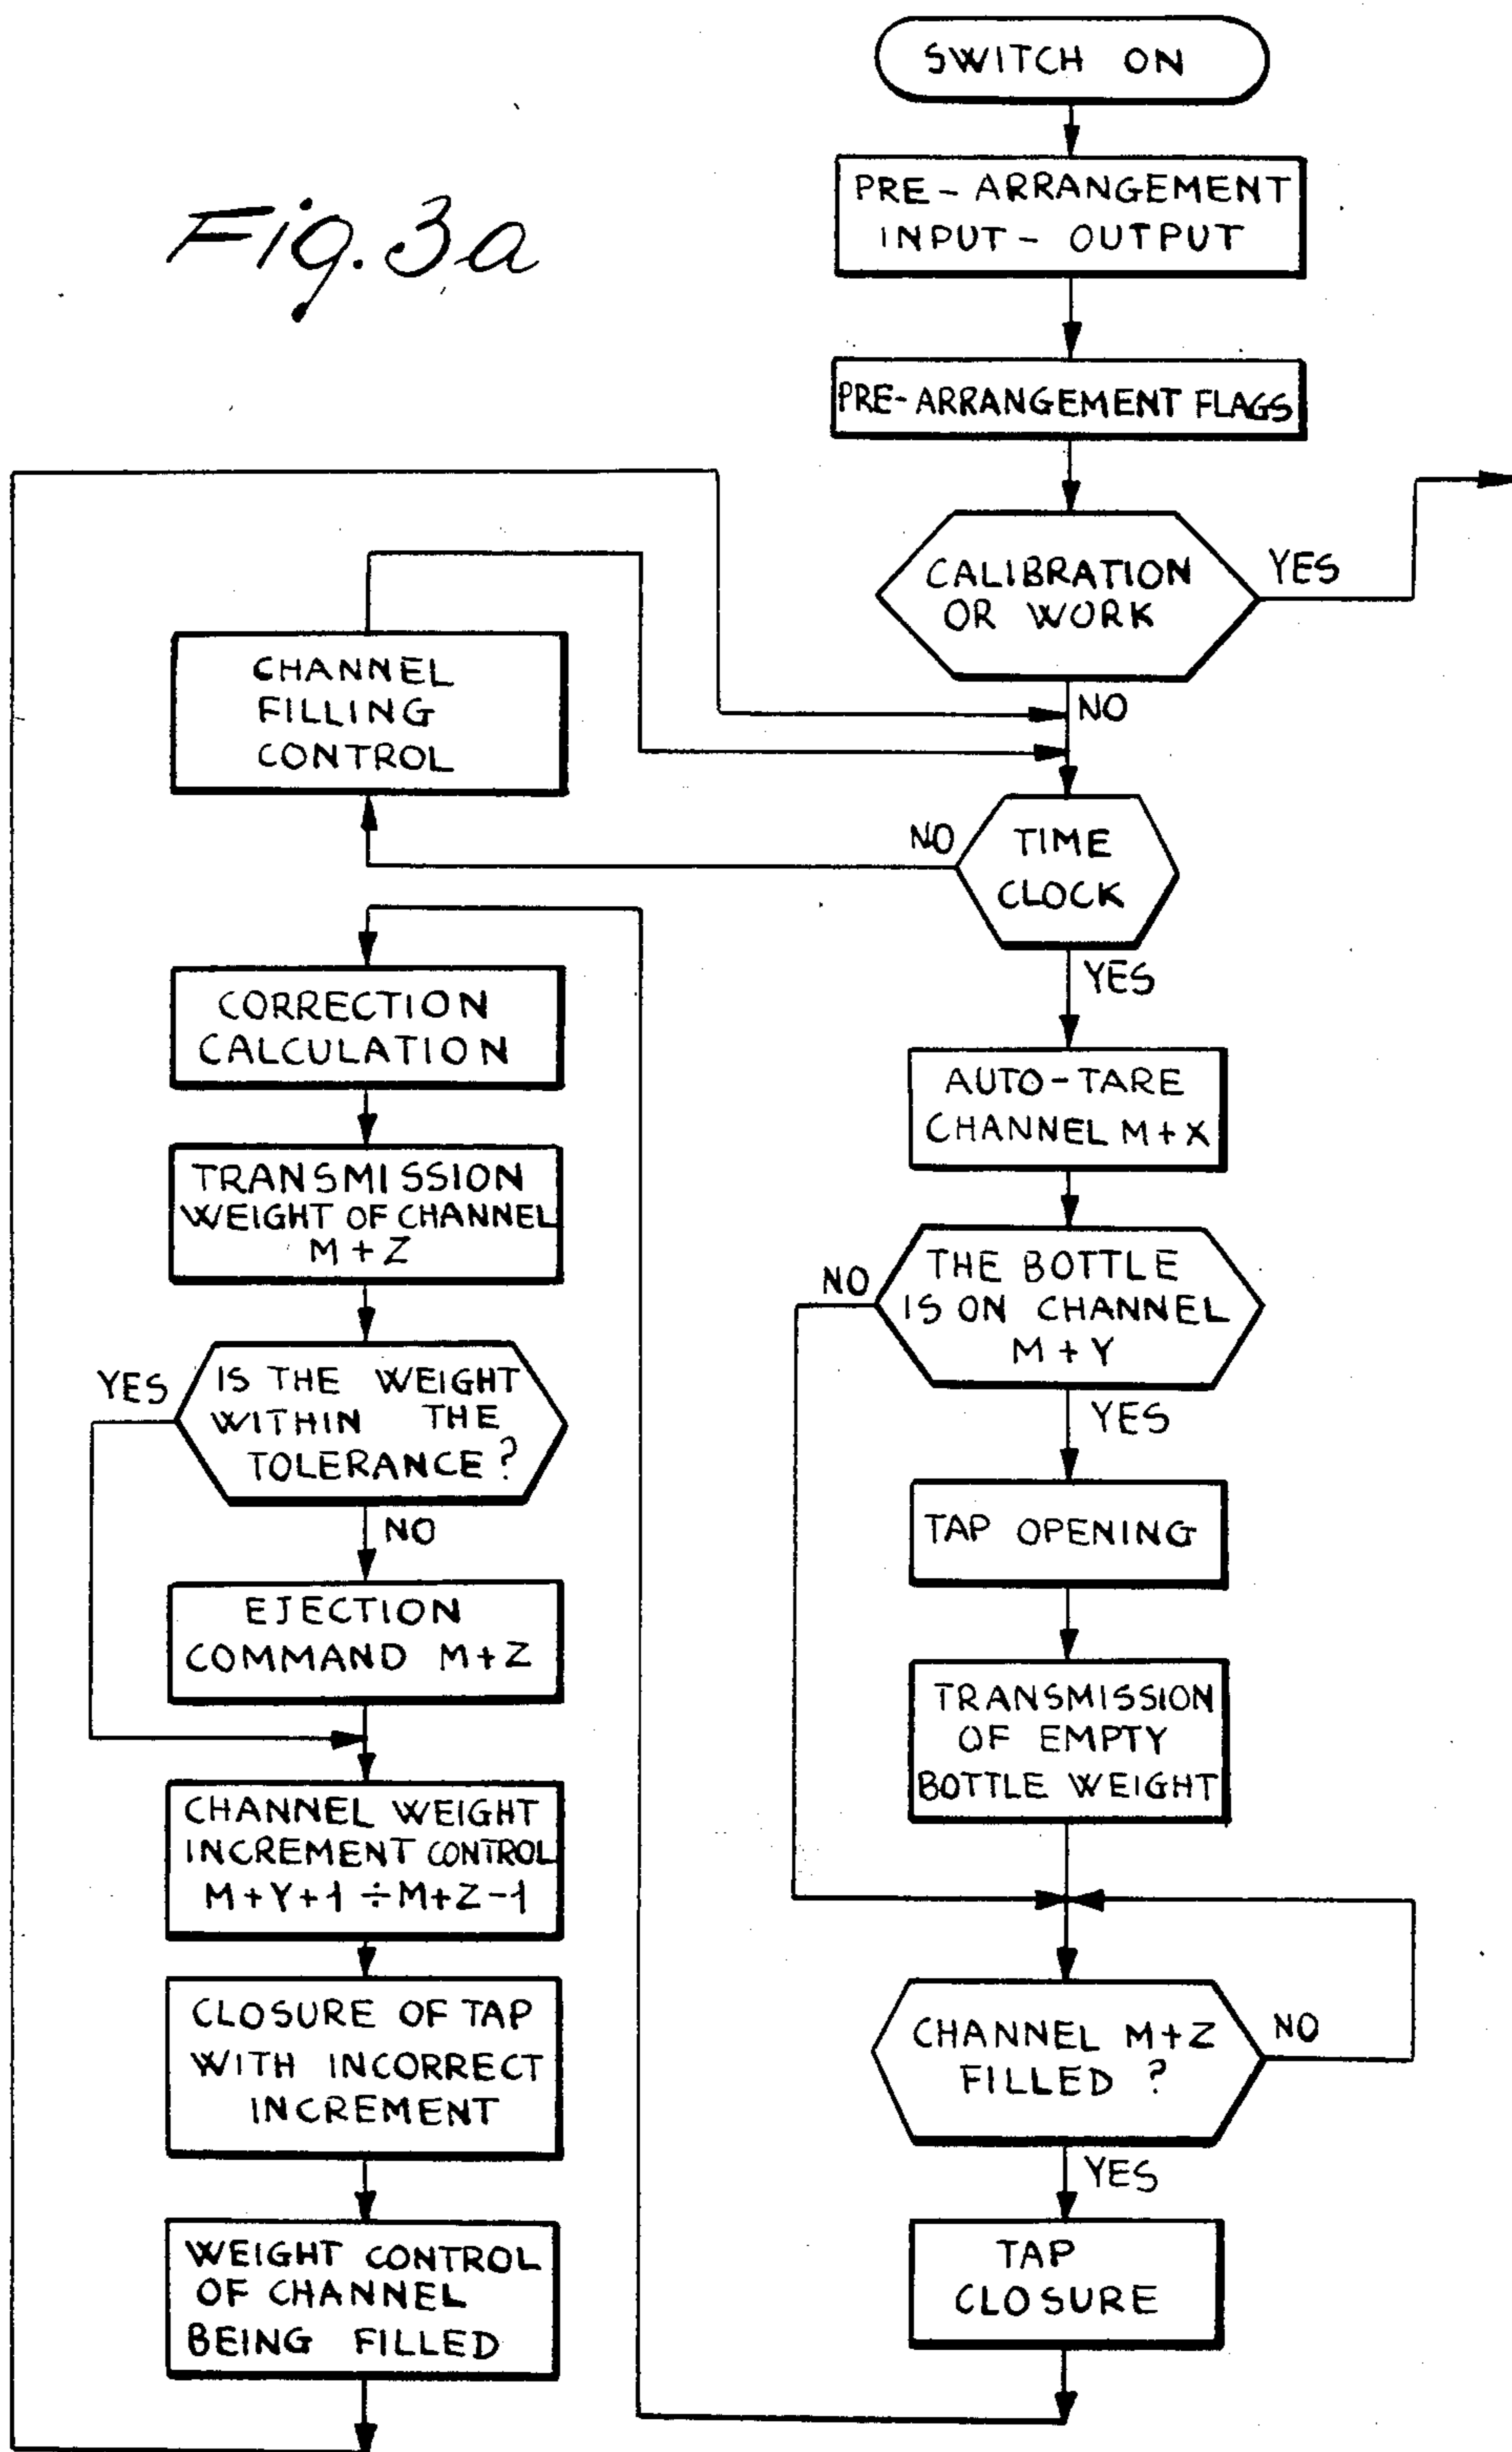 Fig. 3a
SWITCH ON
PRE - ARRANGEMENT
INPUT - OUTPUT
PRE-ARRANGEMENT FLAGS
CALIBRATION
OR WORK
YES
NO
CHANNEL
FILLING
CONTROL
NO
TIME
CLOCK
YES
AUTO-TARE
CHANNEL M+X
NO
THE BOTTLE
IS ON CHANNEL
M+Y
YES
TAP OPENING
TRANSMISSION
OF EMPTY
BOTTLE WEIGHT
CHANNEL M+Z
FILLED ?
NO
YES
TAP
CLOSURE
CORRECTION
CALCULATION
TRANSMISSION
WEIGHT OF CHANNEL
M+Z
YES
IS THE WEIGHT
WITHIN THE
TOLERANCE ?
NO
EJECTION
COMMAND M+Z
CHANNEL WEIGHT
INCREMENT CONTROL
M+Y+1 ÷ M+Z-1
CLOSURE OF TAP
WITH INCORRECT
INCREMENT
WEIGHT CONTROL
OF CHANNEL
BEING FILLED